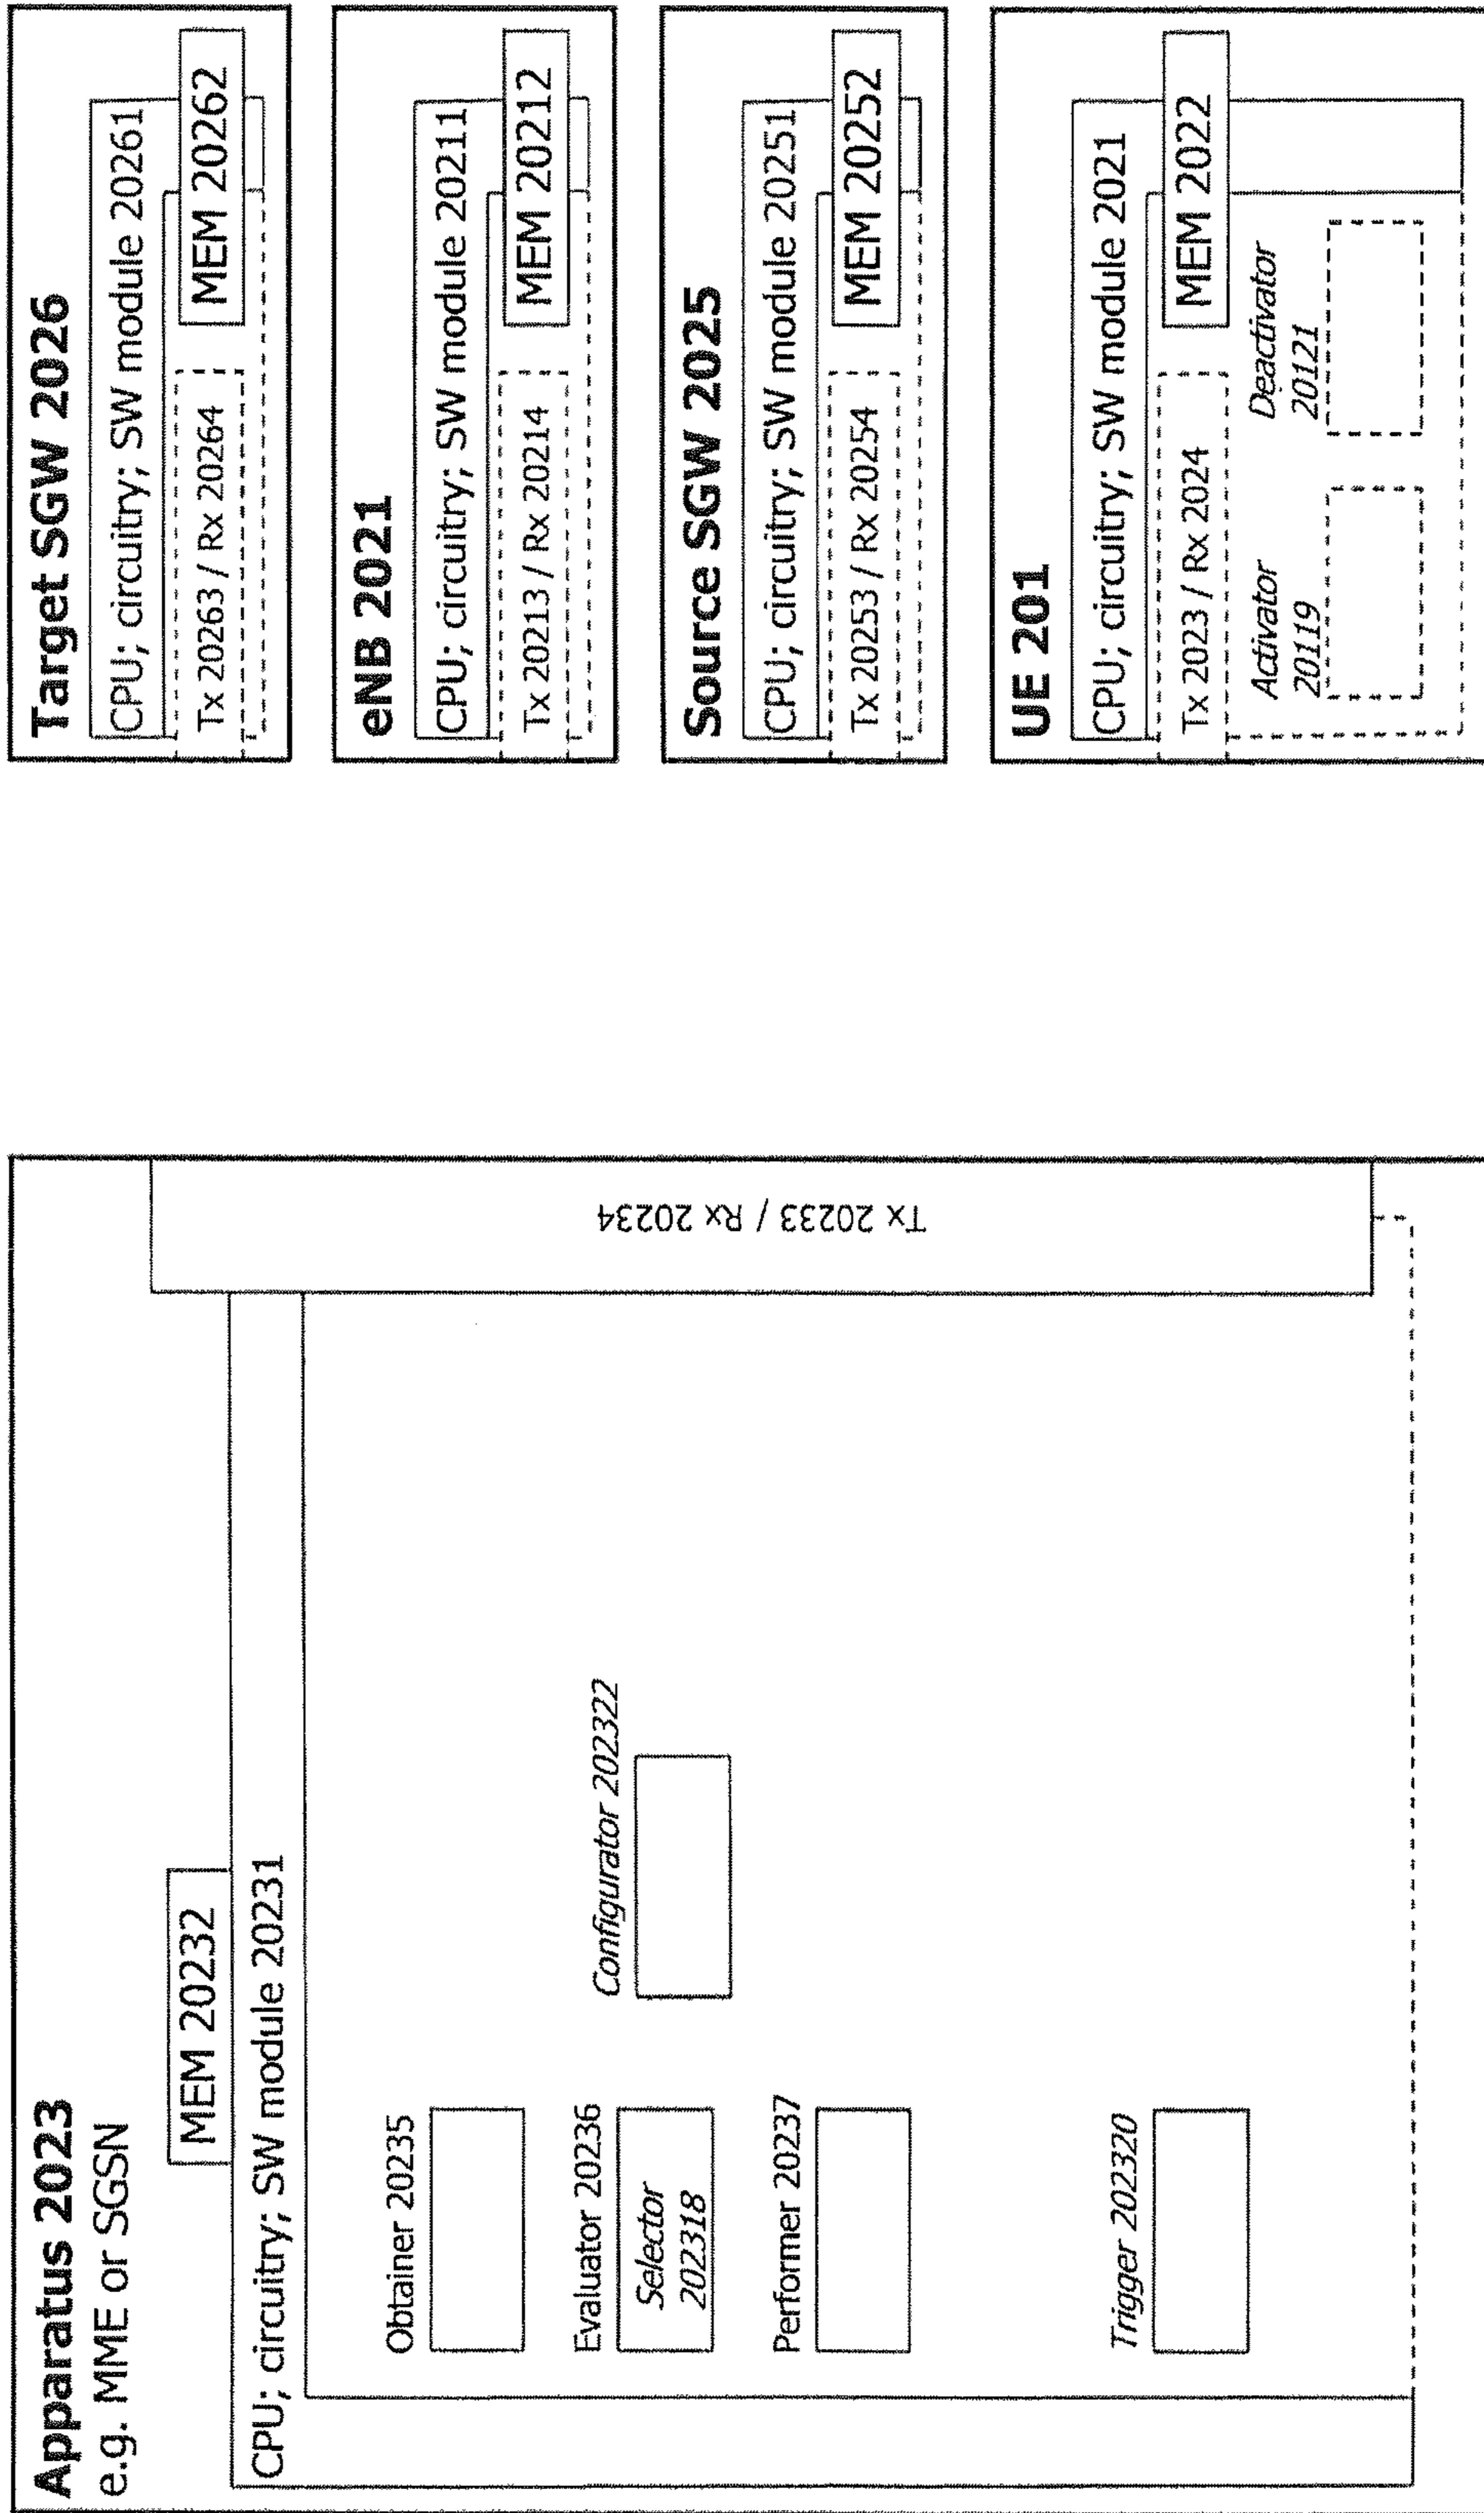 Apparatus 2023
e.g. MME or SGSN
MEM 20232
CPU; circuitry; SW module 20231
Obtainer 20235
Evaluator 20236
Selector
202318
Performer 20237
Trigger 202320
Configurator 202322
Tx 20233 / Rx 20234
Target SGW 2026
CPU; circuitry; SW module 20261
Tx 20263 / Rx 20264
MEM 20262
eNB 2021
CPU; circuitry; SW module 20211
Tx 20213 / Rx 20214
MEM 20212
Source SGW 2025
CPU; circuitry; SW module 20251
Tx 20253 / Rx 20254
MEM 20252
UE 201
CPU; circuitry; SW module 2021
Tx 2023 / Rx 2024
MEM 2022
Activator
20119
Deactivator
20121